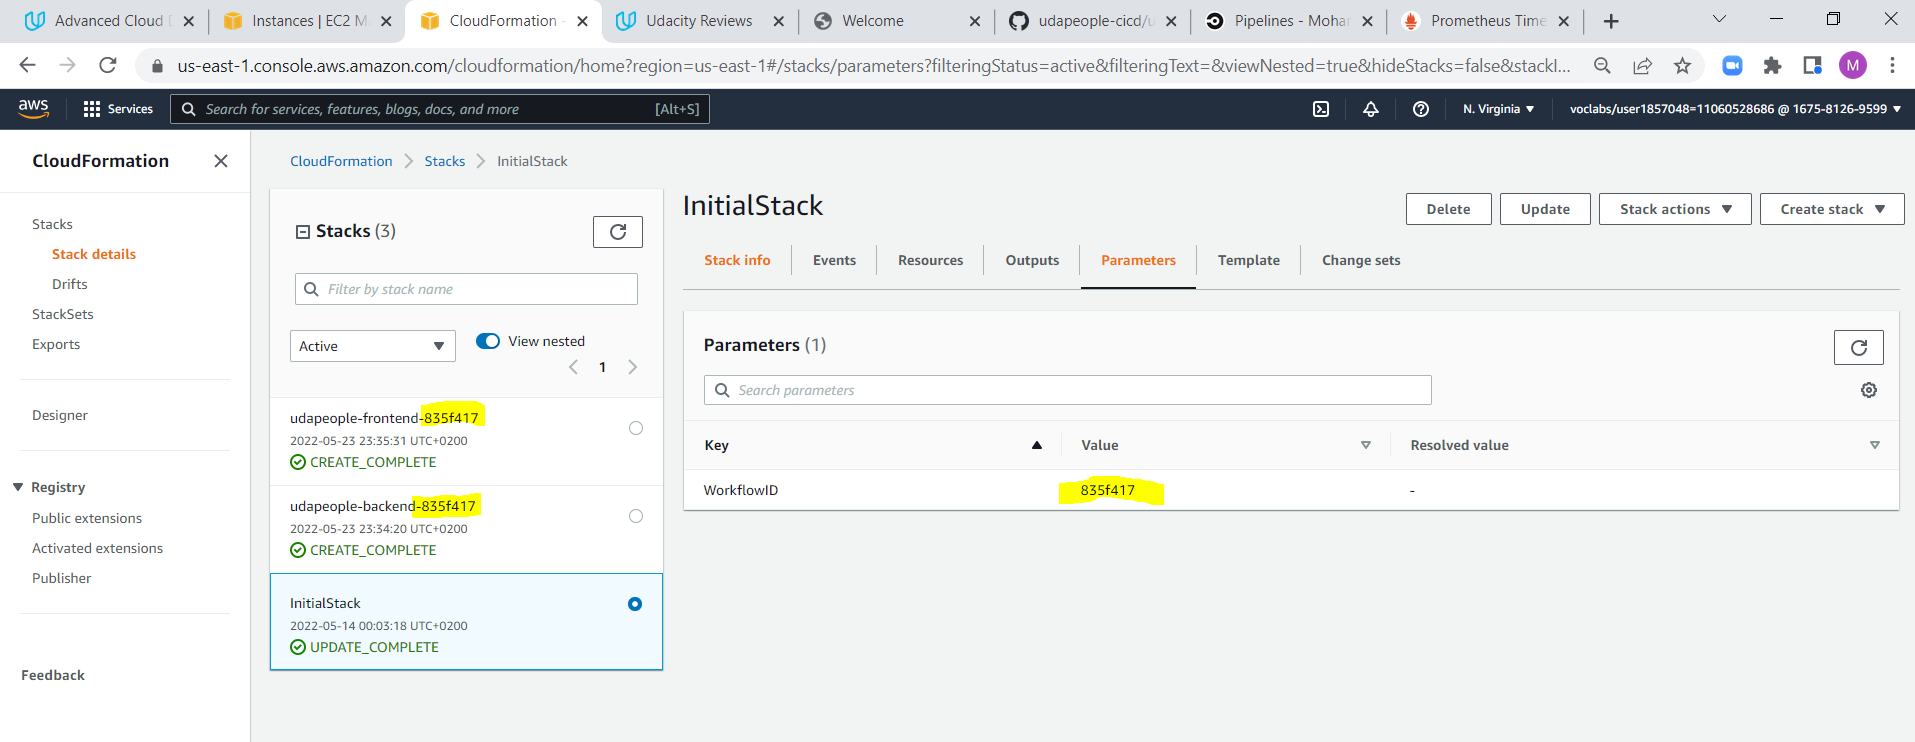 Advanced Cloud D
Instances | EC2 M
CloudFormation -
Udacity Reviews
Welcome
udapeople-cicd/u
Pipelines - Mohar
Prometheus Time
us-east-1.console.aws.amazon.com/cloudformation/home?region=us-east-1#/stacks/parameters?filteringStatus=active&filteringText=&viewNested=true&hideStacks=false&stackI...
M
aws
Services
Search for services, features, blogs, docs, and more
[Alt+S]
N. Virginia
voclabs/user1857048=11060528686 @ 1675-8126-9599
CloudFormation
Stacks
Stack details
Drifts
StackSets
Exports
Designer
Registry
Public extensions
Activated extensions
Publisher
Feedback
CloudFormation
Stacks
InitialStack
Stacks (3)
Filter by stack name
Active
View nested
1
udapeople-frontend-835f417
2022-05-23 23:35:31 UTC+0200
CREATE_COMPLETE
udapeople-backend-835f417
2022-05-23 23:34:20 UTC+0200
CREATE_COMPLETE
InitialStack
2022-05-14 00:03:18 UTC+0200
UPDATE_COMPLETE
InitialStack
Delete
Update
Stack actions
Create stack
Stack info
Events
Resources
Outputs
Parameters
Template
Change sets
Parameters (1)
Search parameters
Key
Value
Resolved value
WorkflowID
835f417
-